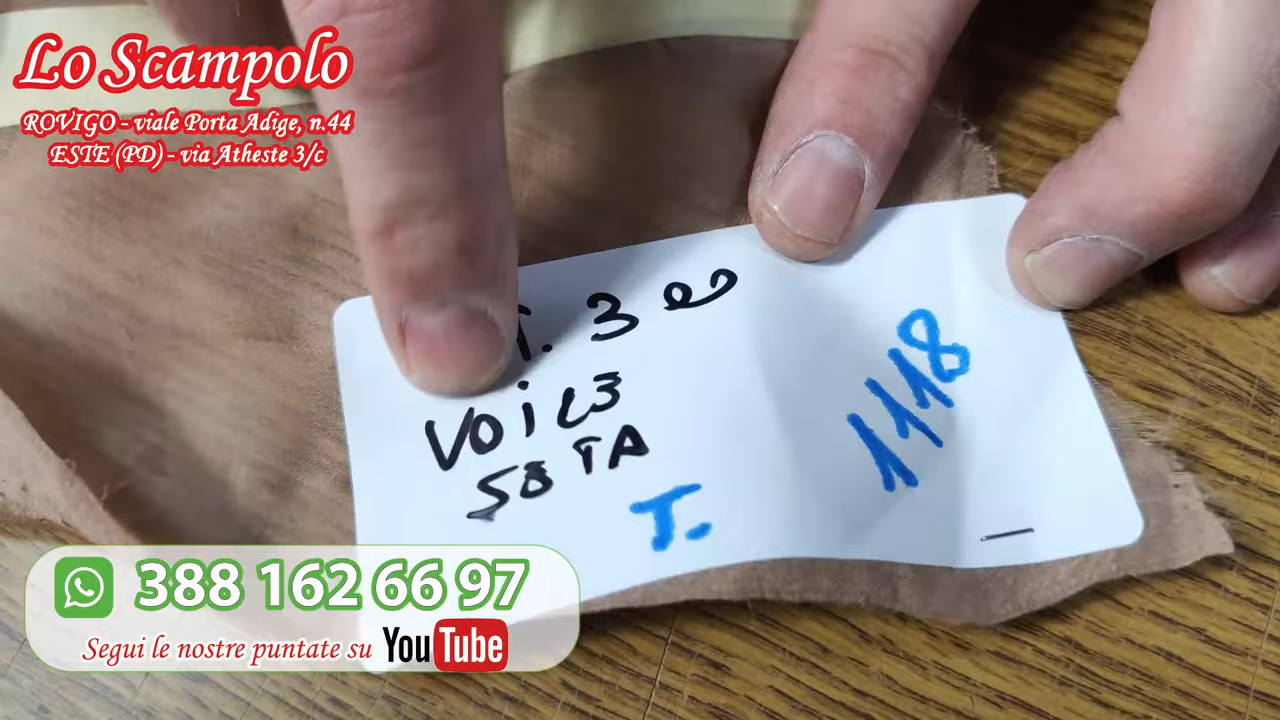 Lo Scampolo
ROVIGO - viale Porta Adige, n.44
ESTE (PD) - via Atheste 3/c
T. 3
VOiLE
SETA
T.
1118
388 162 66 97
Segui le nostre puntate su YouTube